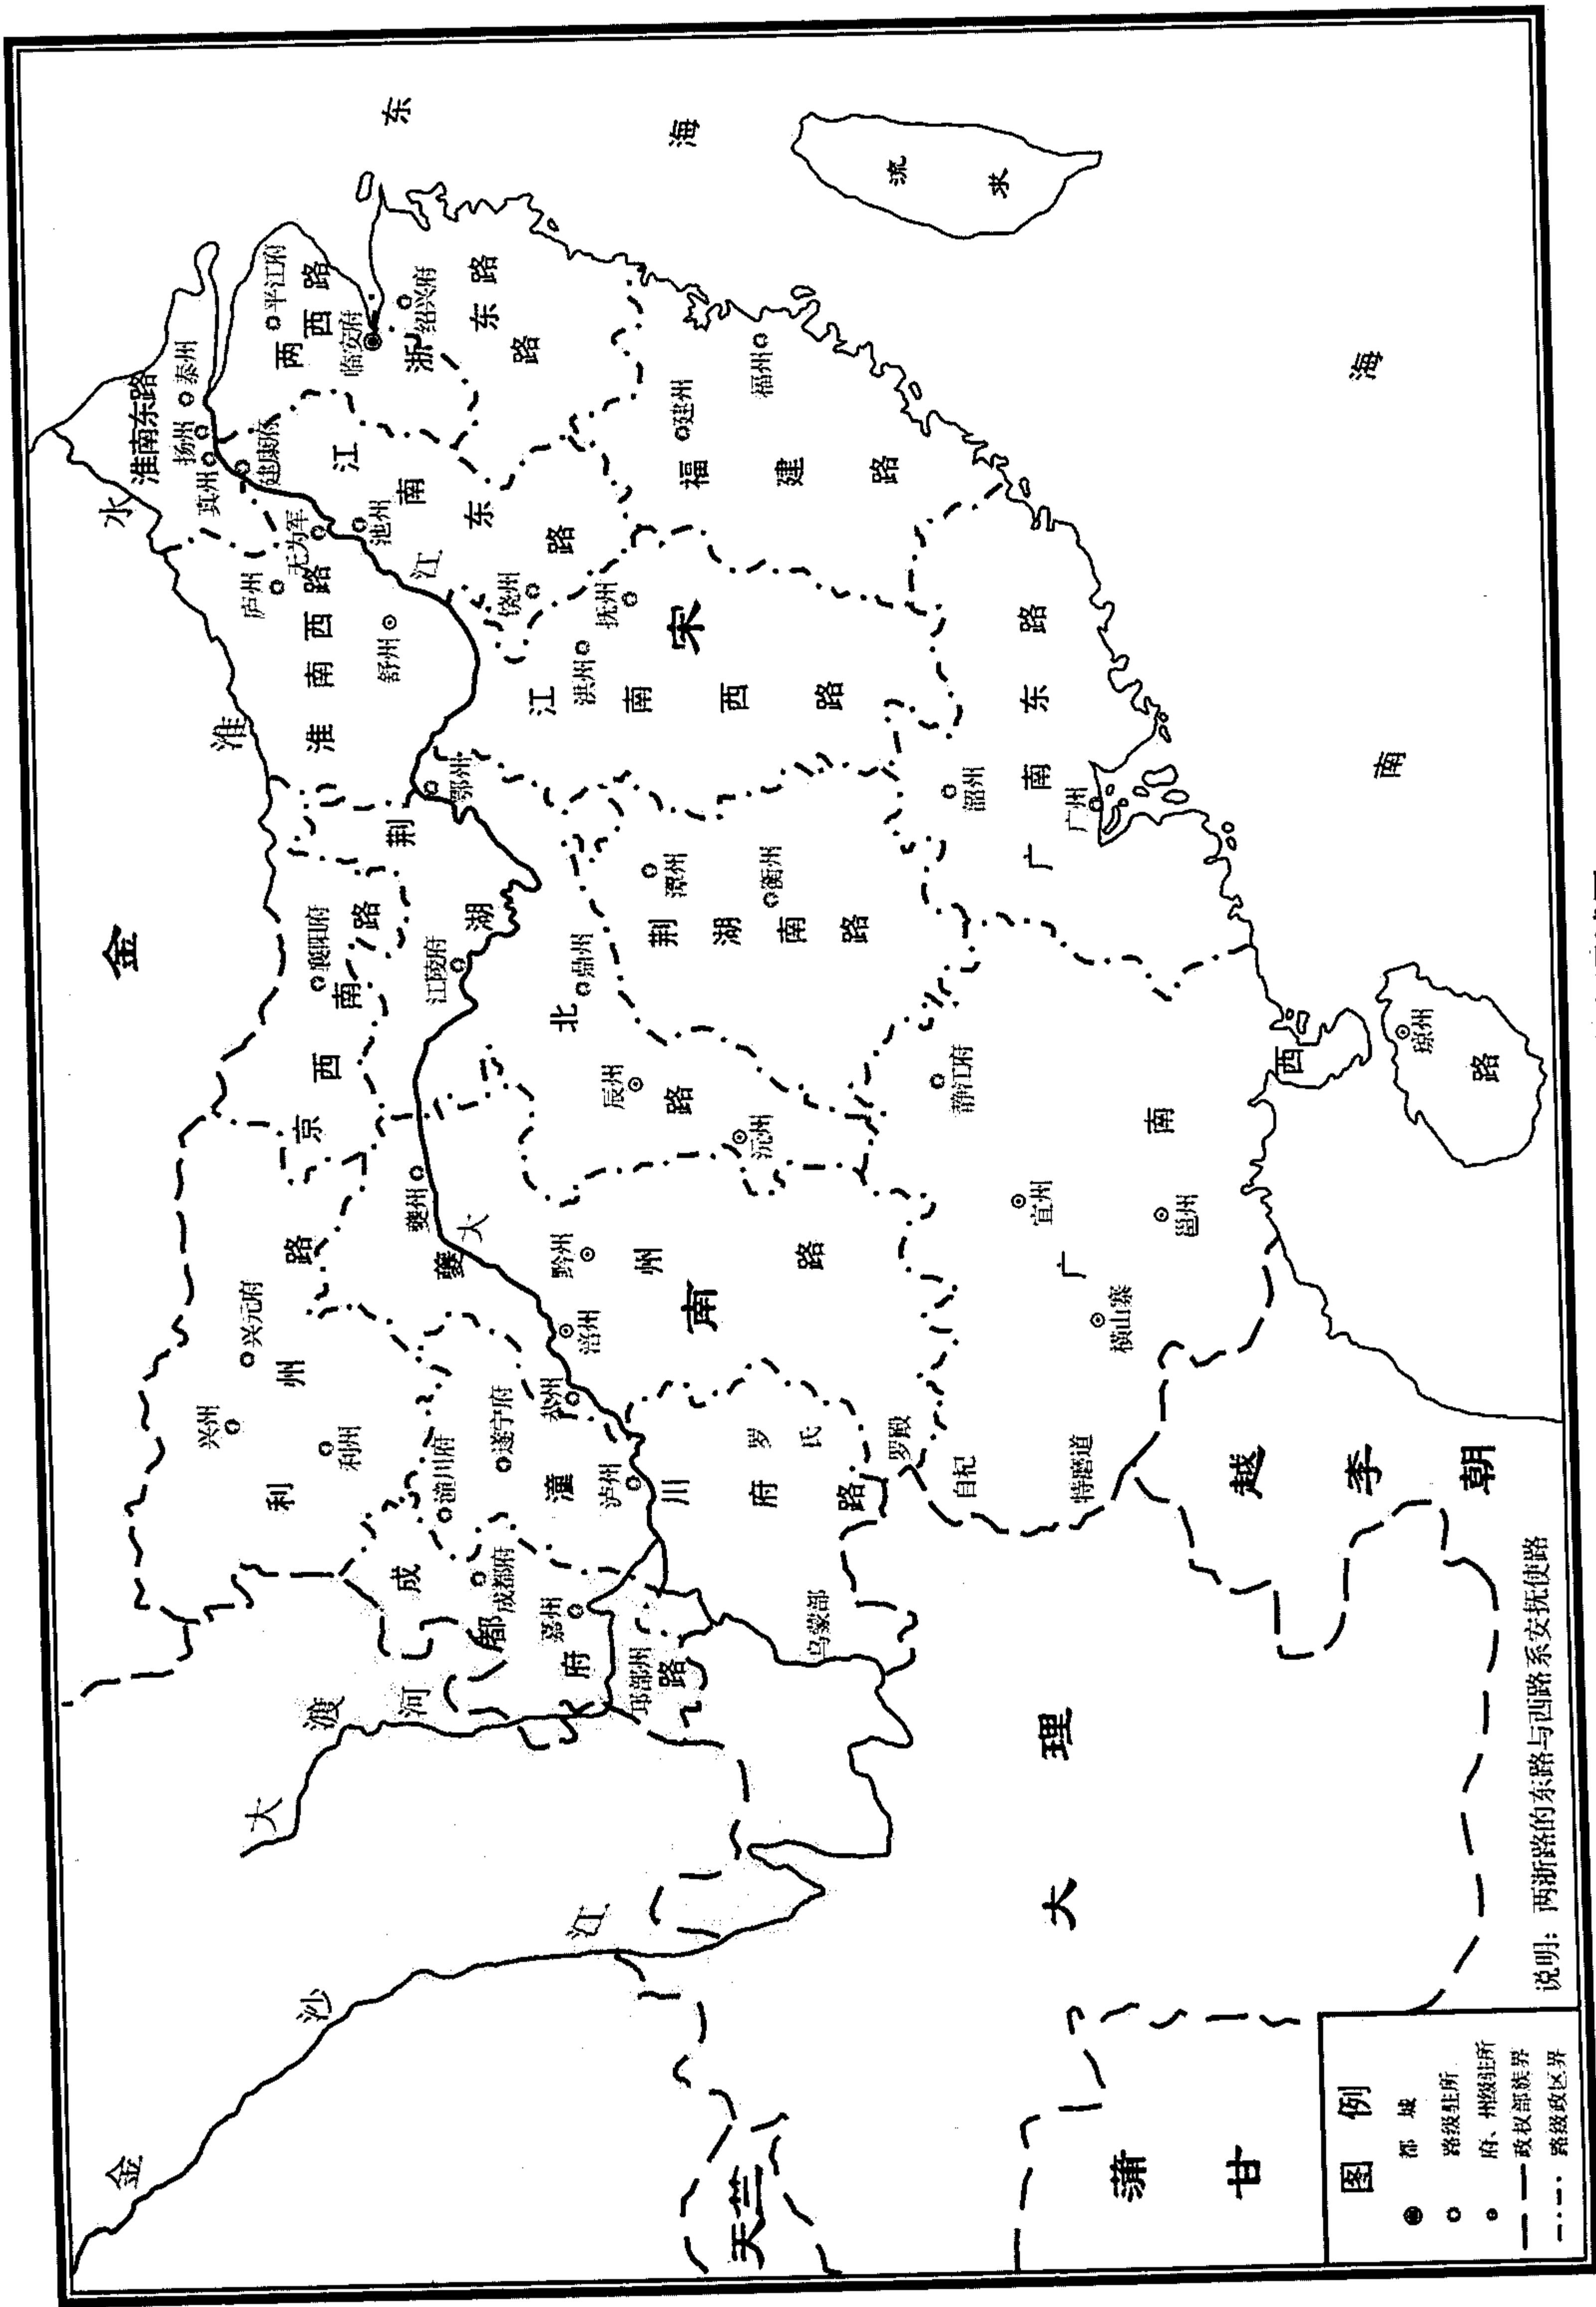 金
淮水
淮南东路
扬州
泰州
真州
建康府
无为军
庐州
淮南西路
舒州
池州
平江府
两浙西路
临安府
绍兴府
东路
东海
流求
江南东路
饶州
抚州
洪州
江南西路
南宋
建州
福州
福建路
鄂州
荆湖北路
江陵府
鼎州
辰州
沅州
襄阳府
京西南路
潭州
衡州
荆湖南路
韶州
广州
广南东路
静江府
宜州
邕州
横山寨
广南西路
琼州
南海
夔州
夔州路
黔州
涪州
恭州
大江
兴元府
兴州
利州
利州路
潼川府
遂宁府
泸州
潼川府路
成都府
嘉州
邛部州
成都府路
大渡河
金沙江
乌蒙部
罗氏
罗殿
自杞
特磨道
大理
越李朝
天竺
蒲甘
图例
都城
路级驻所
府、州级驻所
政权部族界
路级政区界
说明：两浙路的东路与西路系安抚使路